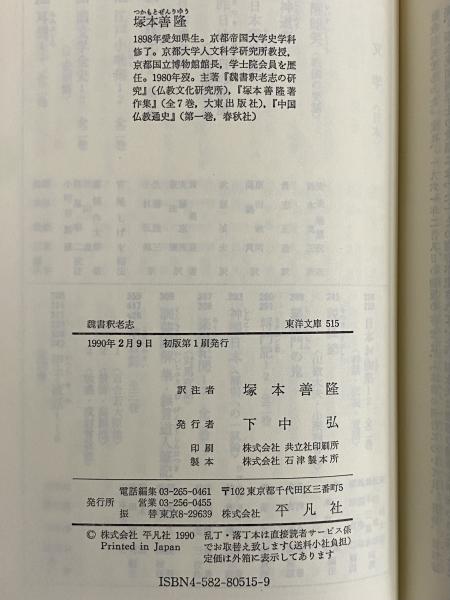 つかもとぜんりゆう
塚本善隆
1898年愛知県生。京都帝国大学史学科
修了。京都大学人文科学研究所教授，
京都国立博物館館長，学士院会員を歴
任。1980年歿。主著『魏書釈老志の研
究』(仏教文化研究所)，『塚本善隆著
作集』(全7巻，大東出版社)，『中国
仏教通史』(第一巻，春秋社)。
魏書釈老志 東洋文庫 515
1990年2月9日 初版第1刷発行
訳注者 塚本善隆
発行者 下中弘
印刷 株式会社 共立社印刷所
製本 株式会社 石津製本所
電話編集 03-265-0461 〒102 東京都千代田区三番町5
発行所 営業 03-256-0455 株式会社 平凡社
振替 東京8-29639
© 株式会社 平凡社 1990 乱丁・落丁本は直接読者サービス係
Printed in Japan でお取替え致します(送料小社負担)
定価は外箱に表示してあります
ISBN4-582-80515-9